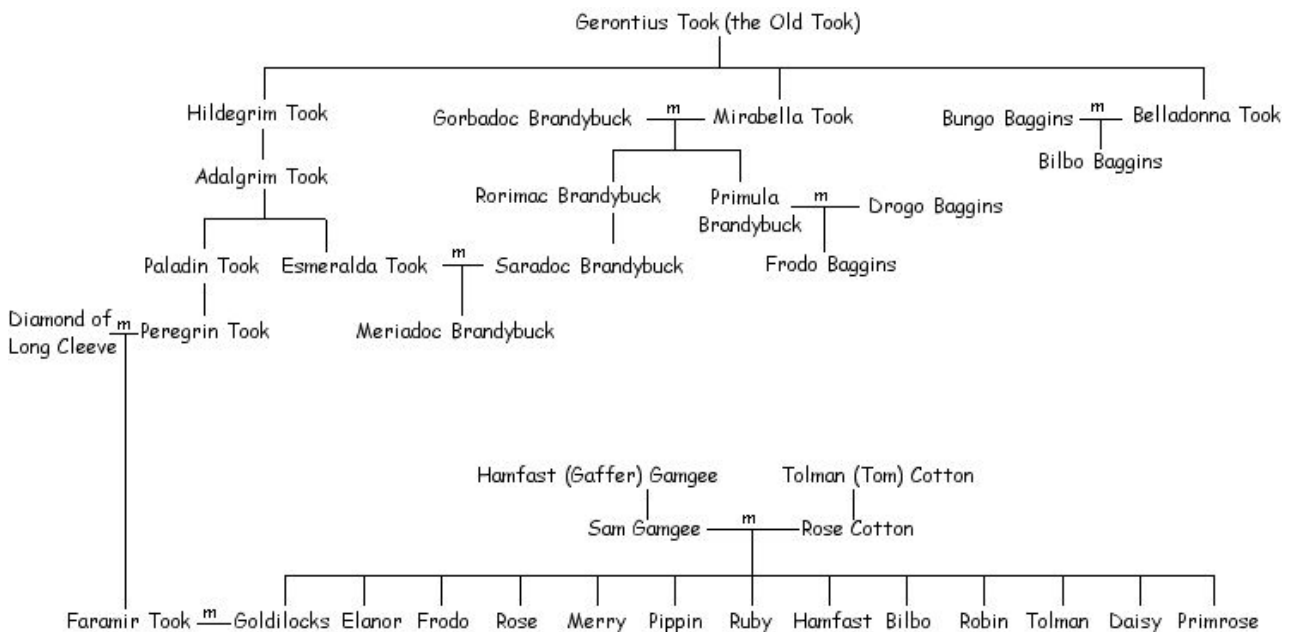 Gerontius Took (the Old Took)
Hildegrim Took
Gorbadoc Brandybuck m Mirabella Took
Bungo Baggins m Belladonna Took
Bilbo Baggins
Adalgrim Took
Rorimac Brandybuck
Primula
Brandybuck
m Drogo Baggins
Paladin Took
Esmeralda Took m Saradoc Brandybuck
Frodo Baggins
Diamond of
Long Cleeve
m Peregrin Took
Meriadoc Brandybuck
Hamfast (Gaffer) Gamgee
Tolman (Tom) Cotton
Sam Gamgee m Rose Cotton
Faramir Took m Goldilocks Elanor Frodo Rose Merry Pippin Ruby Hamfast Bilbo Robin Tolman Daisy Primrose